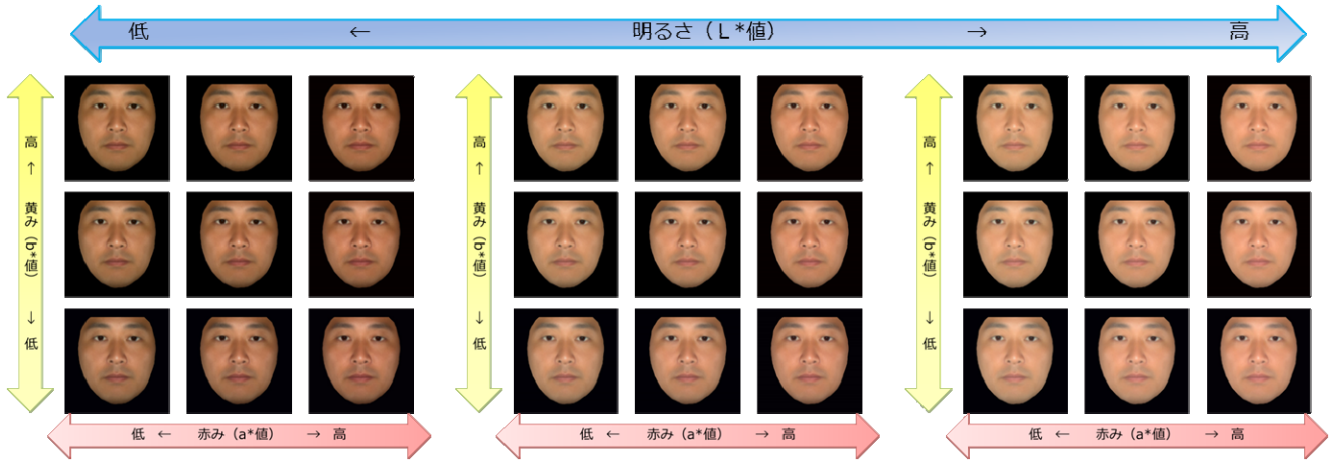 低 ← 明るさ（L*値） → 高
高 ↑ 黄み（b*値） ↓ 低
高 ↑ 黄み（b*値） ↓ 低
高 ↑ 黄み（b*値） ↓ 低
低 ← 赤み（a*値） → 高
低 ← 赤み（a*値） → 高
低 ← 赤み（a*値） → 高